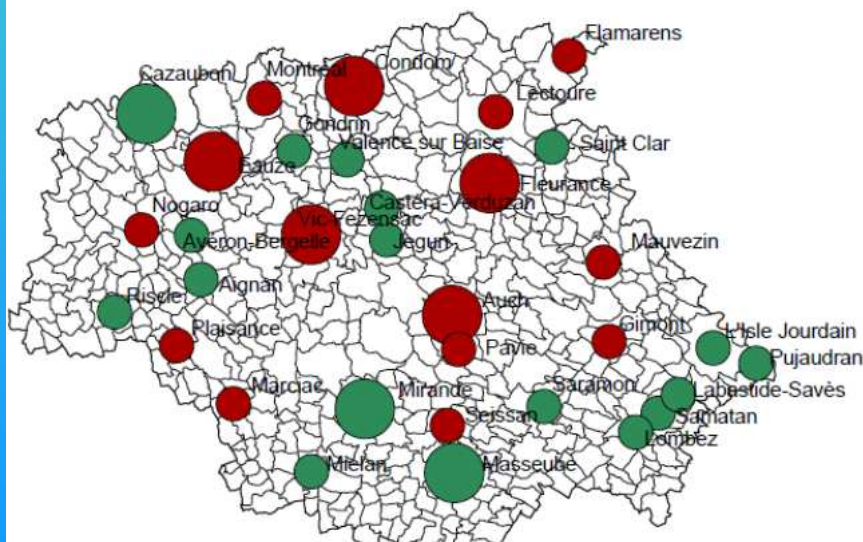 Flamarens
Cazaubon
Montréal
Condom
Lectoure
Gondrin
Valence sur Baise
Saint Clar
Eauze
Fleurance
Castéra-Verduzan
Nogaro
Vic-Fezensac
Avéron-Bergelle
Jegun
Mauvezin
Aignan
Riscle
Auch
Plaisance
Pavie
Gimont
L'Isle Jourdain
Pujaudran
Marciac
Mirande
Saramon
Labastide-Savès
Seissan
Samatan
Lombez
Miélan
Masseube